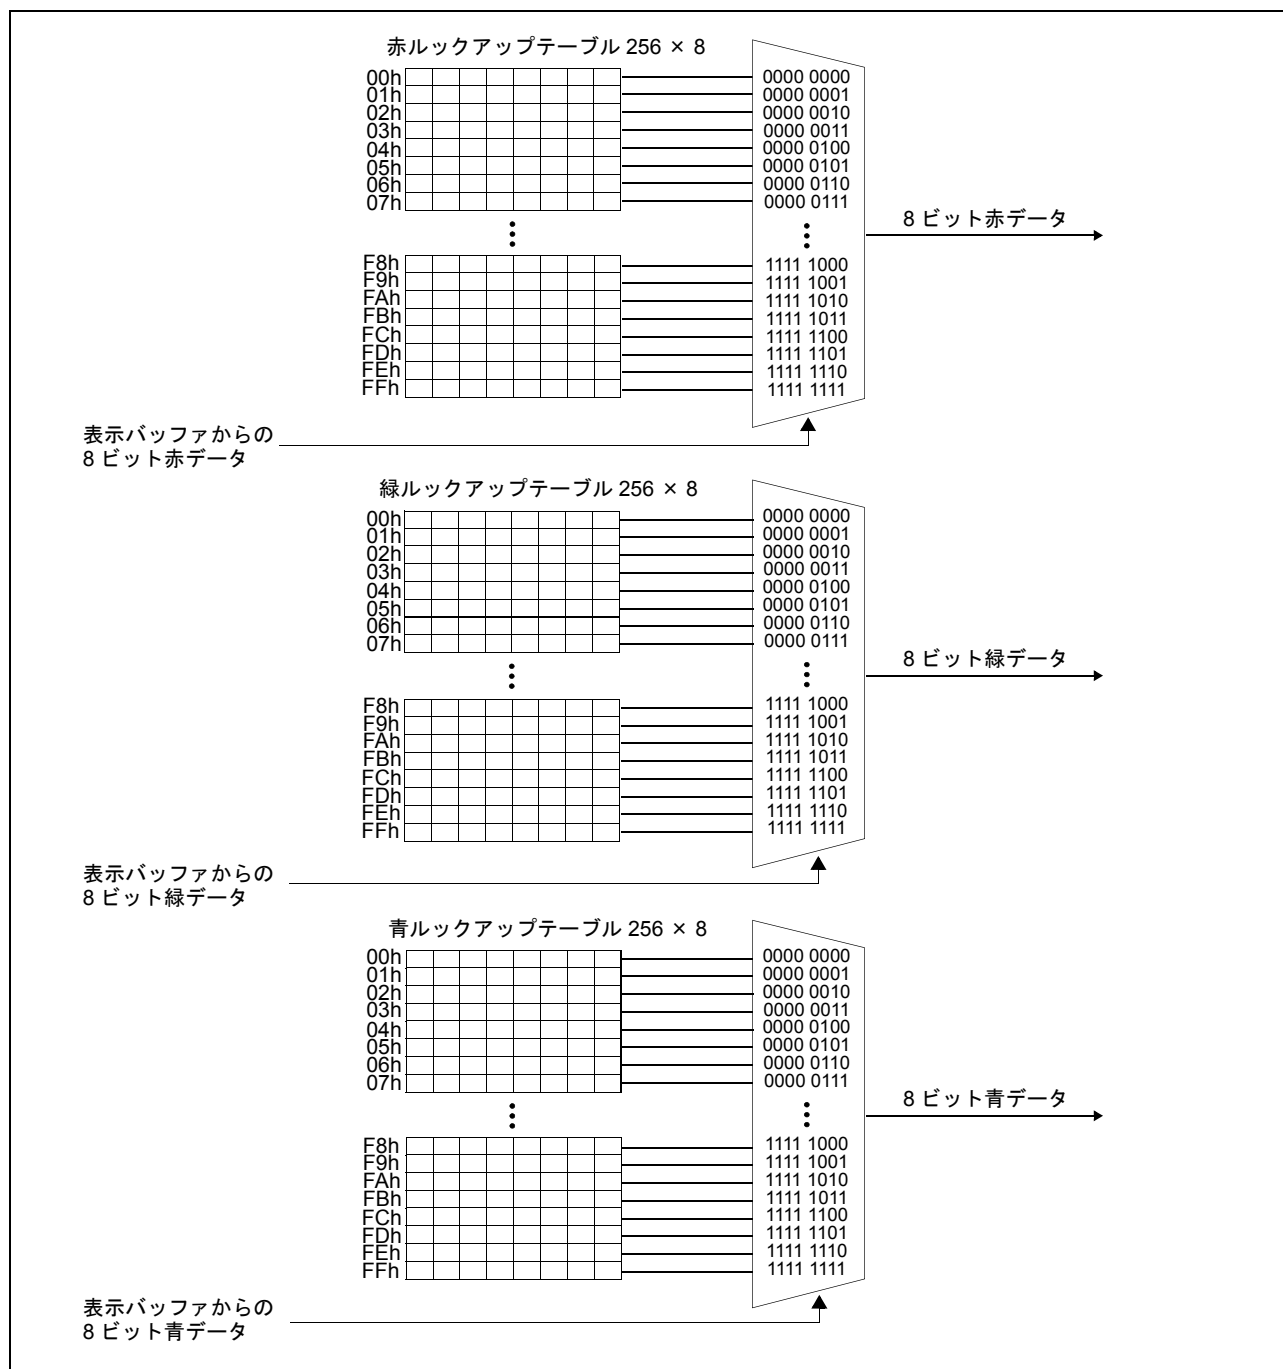 赤ルックアップテーブル 256 × 8
00h 0000 0000
01h 0000 0001
02h 0000 0010
03h 0000 0011
04h 0000 0100
05h 0000 0101
06h 0000 0110
07h 0000 0111
8 ビット赤データ
F8h 1111 1000
F9h 1111 1001
FAh 1111 1010
FBh 1111 1011
FCh 1111 1100
FDh 1111 1101
FEh 1111 1110
FFh 1111 1111
表示バッファからの
8 ビット赤データ
緑ルックアップテーブル 256 × 8
00h 0000 0000
01h 0000 0001
02h 0000 0010
03h 0000 0011
04h 0000 0100
05h 0000 0101
06h 0000 0110
07h 0000 0111
8 ビット緑データ
F8h 1111 1000
F9h 1111 1001
FAh 1111 1010
FBh 1111 1011
FCh 1111 1100
FDh 1111 1101
FEh 1111 1110
FFh 1111 1111
表示バッファからの
8 ビット緑データ
青ルックアップテーブル 256 × 8
00h 0000 0000
01h 0000 0001
02h 0000 0010
03h 0000 0011
04h 0000 0100
05h 0000 0101
06h 0000 0110
07h 0000 0111
8 ビット青データ
F8h 1111 1000
F9h 1111 1001
FAh 1111 1010
FBh 1111 1011
FCh 1111 1100
FDh 1111 1101
FEh 1111 1110
FFh 1111 1111
表示バッファからの
8 ビット青データ